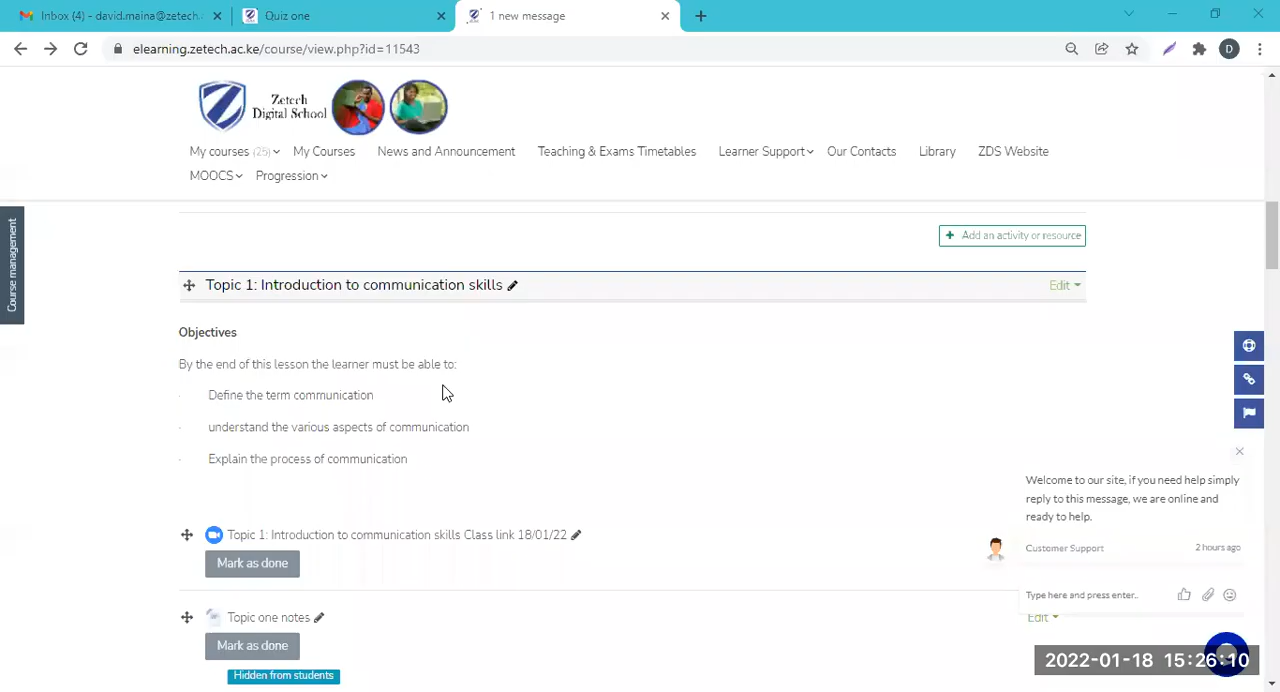 Inbox (4) - david.maina@zetech.
Quiz one
1 new message
elearning.zetech.ac.ke/course/view.php?id=11543
D
Zetech
Digital School
My courses (25)
My Courses
News and Announcement
Teaching & Exams Timetables
Learner Support
Our Contacts
Library
ZDS Website
MOOCS
Progression
Course management
+ Add an activity or resource
Topic 1: Introduction to communication skills
Edit
Objectives
By the end of this lesson the learner must be able to:
· Define the term communication
· understand the various aspects of communication
· Explain the process of communication
Welcome to our site, if you need help simply
reply to this message, we are online and
ready to help.
Customer Support
2 hours ago
Topic 1: Introduction to communication skills Class link 18/01/22
Mark as done
Type here and press enter..
Topic one notes
Edit
Mark as done
Hidden from students
2022-01-18 15:26:10